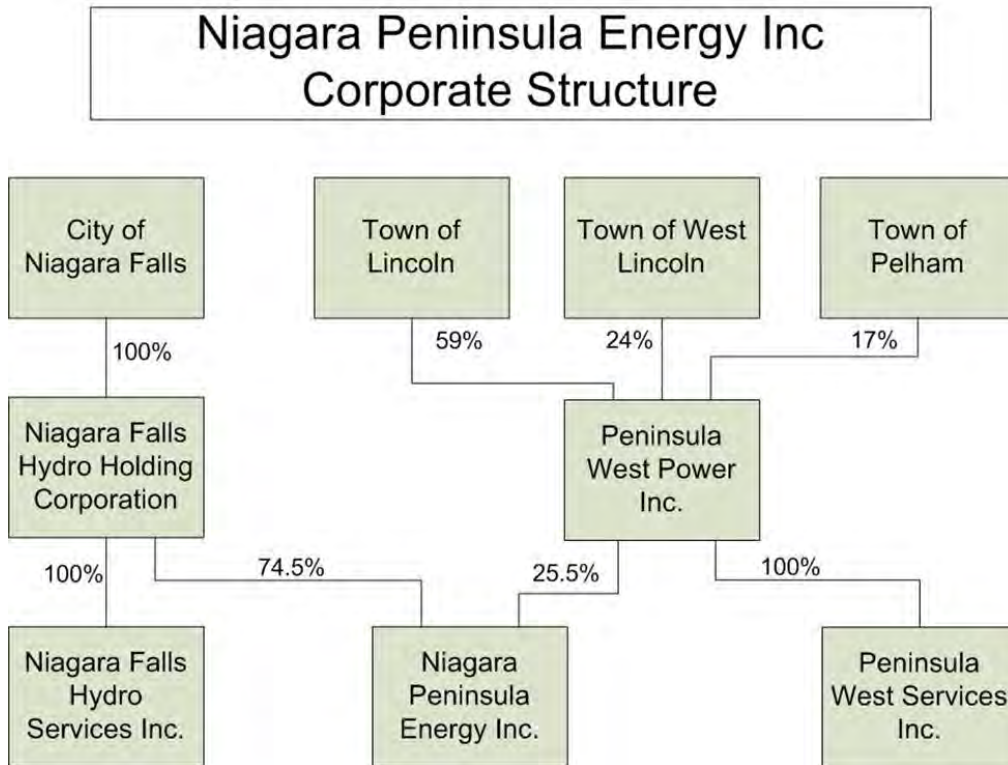 Niagara Peninsula Energy Inc
Corporate Structure
City of
Niagara Falls
Town of
Lincoln
Town of West
Lincoln
Town of
Pelham
100%
59%
24%
17%
Niagara Falls
Hydro Holding
Corporation
Peninsula
West Power
Inc.
100%
74.5%
25.5%
100%
Niagara Falls
Hydro
Services Inc.
Niagara
Peninsula
Energy Inc.
Peninsula
West Services
Inc.